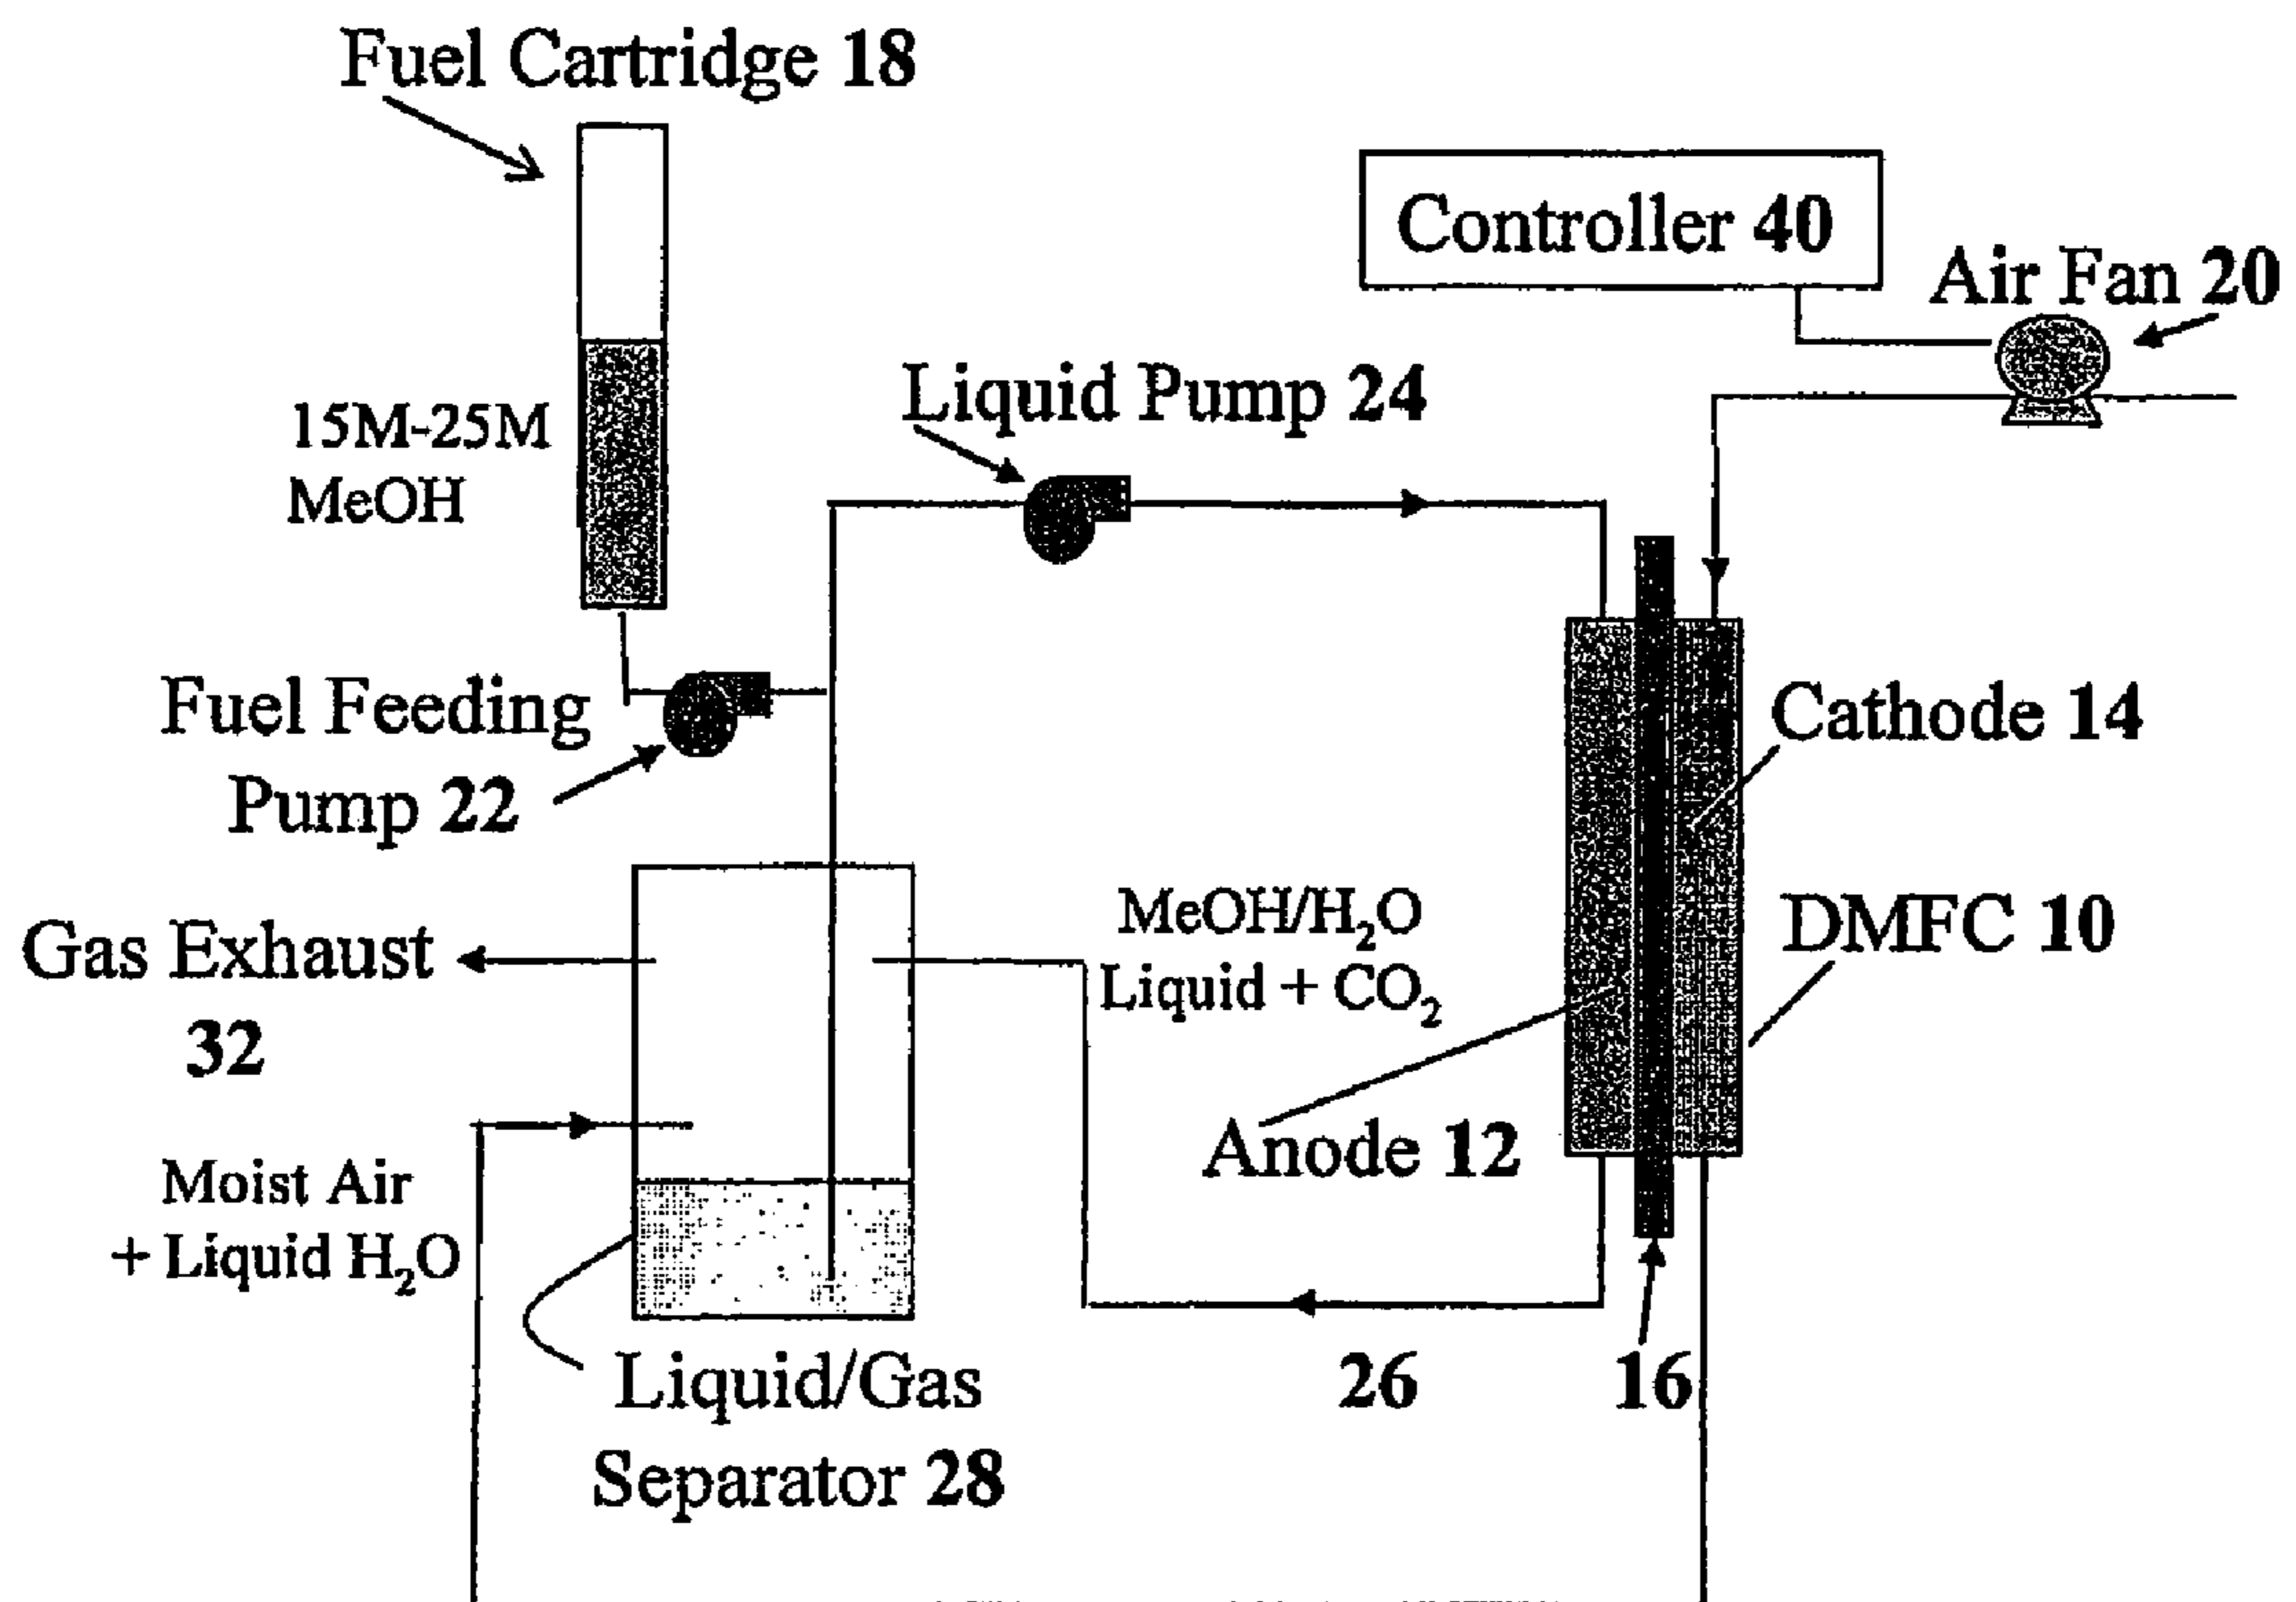 Fuel Cartridge 18
Controller 40
Air Fan 20
Liquid Pump 24
15M-25M
MeOH
Fuel Feeding
Pump 22
Cathode 14
MeOH/H₂O
Liquid + CO₂
DMFC 10
Gas Exhaust
32
Anode 12
Moist Air
+ Liquid H₂O
Liquid/Gas
Separator 28
26
16